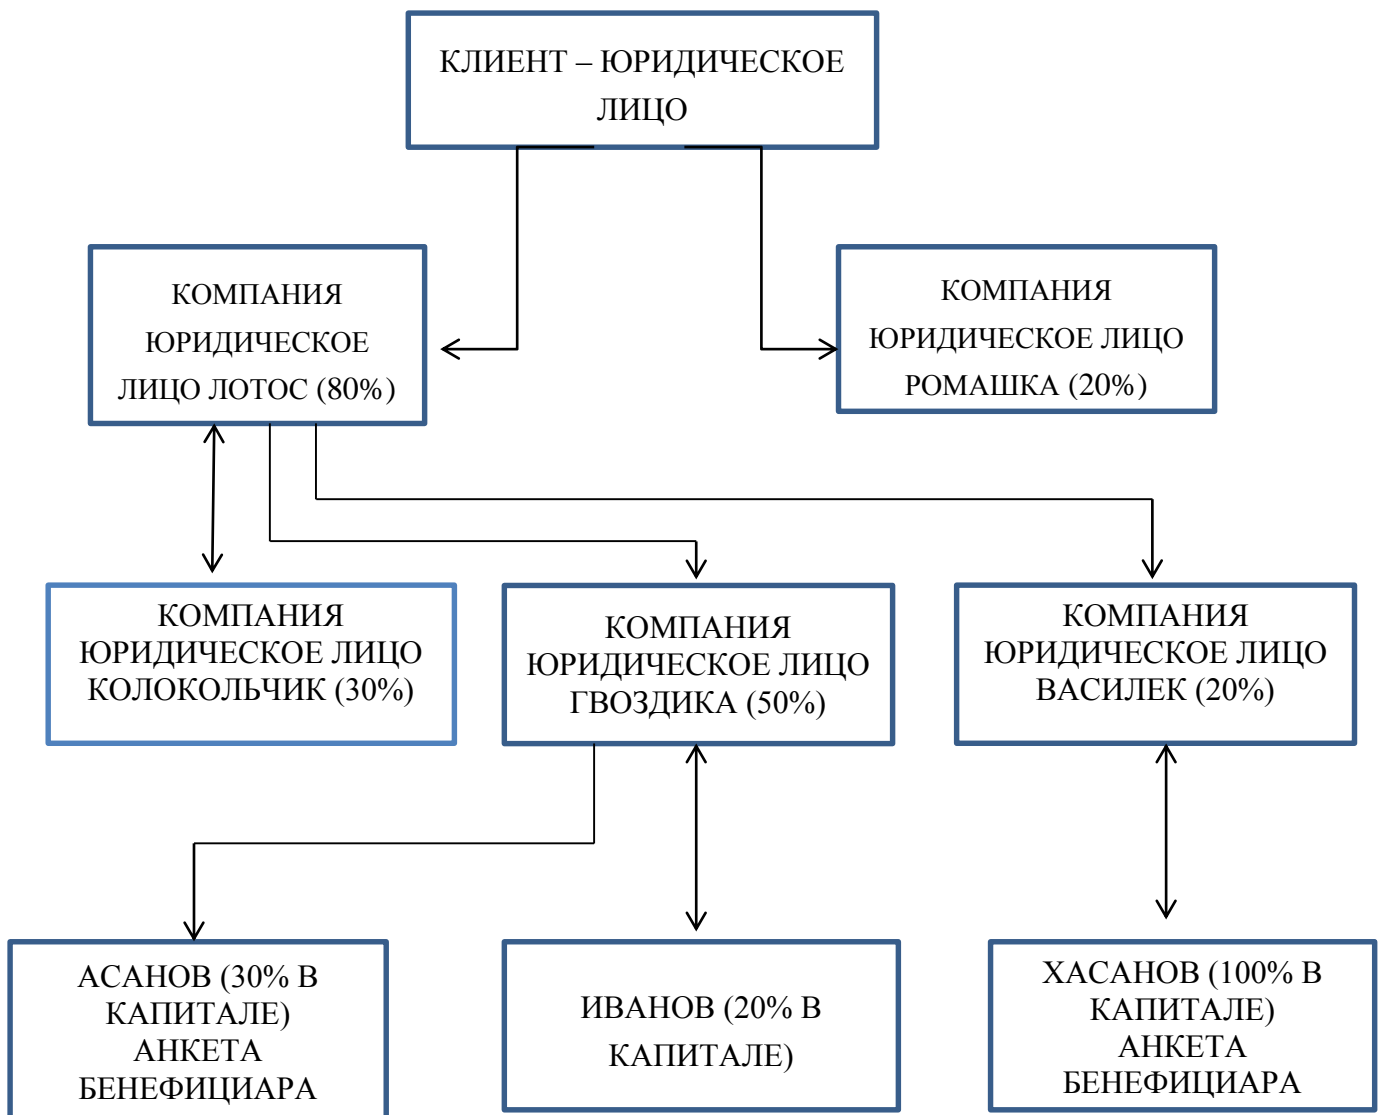 КЛИЕНТ – ЮРИДИЧЕСКОЕ
ЛИЦО
КОМПАНИЯ
ЮРИДИЧЕСКОЕ
ЛИЦО ЛОТОС (80%)
КОМПАНИЯ
ЮРИДИЧЕСКОЕ ЛИЦО
РОМАШКА (20%)
КОМПАНИЯ
ЮРИДИЧЕСКОЕ ЛИЦО
КОЛОКОЛЬЧИК (30%)
КОМПАНИЯ
ЮРИДИЧЕСКОЕ ЛИЦО
ГВОЗДИКА (50%)
КОМПАНИЯ
ЮРИДИЧЕСКОЕ ЛИЦО
ВАСИЛЕК (20%)
АСАНОВ (30% В
КАПИТАЛЕ)
АНКЕТА
БЕНЕФИЦИАРА
ИВАНОВ (20% В
КАПИТАЛЕ)
ХАСАНОВ (100% В
КАПИТАЛЕ)
АНКЕТА
БЕНЕФИЦИАРА